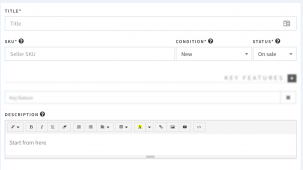 TITLE*
Title
SKU* CONDITION* STATUS*
Seller SKU New On sale
KEY FEATURES
Key feature
DESCRIPTION
B I
A
Start from here